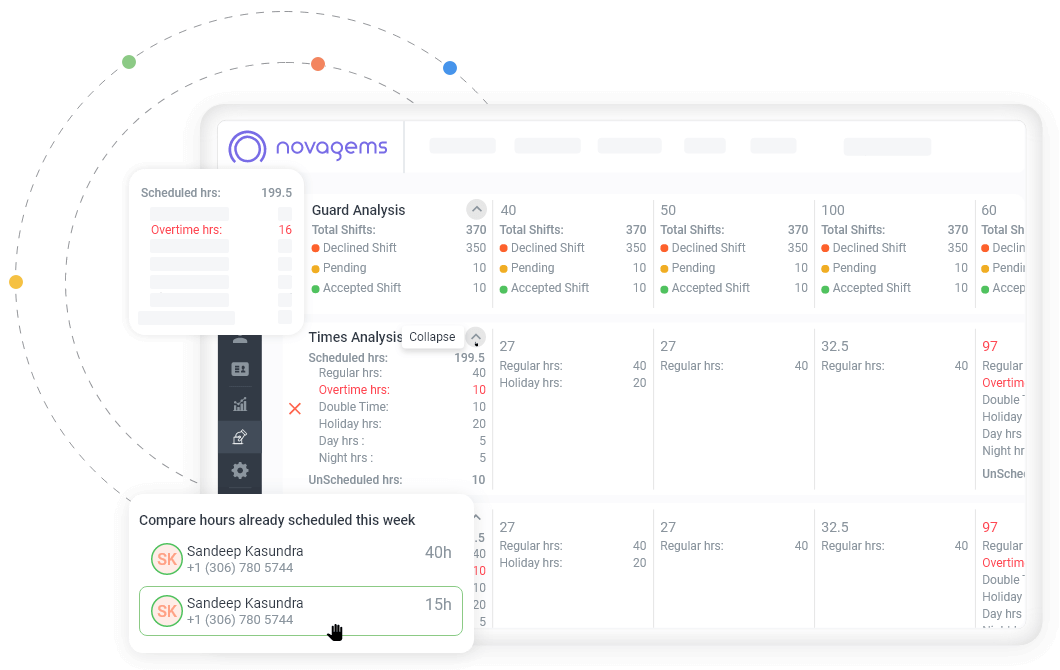 novagems
Scheduled hrs: 199.5
Overtime hrs: 16
Guard Analysis 40 50 100 60
Total Shifts: 370 Total Shifts: 370 Total Shifts: 370 Total Shifts: 370 Total Sh
Declined Shift 350 Declined Shift 350 Declined Shift 350 Declined Shift 350 Declin
Pending 10 Pending 10 Pending 10 Pending 10 Pendin
Accepted Shift 10 Accepted Shift 10 Accepted Shift 10 Accepted Shift 10 Accep
Times Analysis Collapse 27 27 32.5 97
Scheduled hrs: 199.5
Regular hrs: 40 Regular hrs: 40 Regular hrs: 40 Regular hrs: 40 Regular
Overtime hrs: 10 Holiday hrs: 20 Overtim
Double Time: 10 Double T
Holiday hrs: 20 Holiday
Day hrs : 5 Day hrs
Night hrs : 5 Night hr
UnScheduled hrs: 10 UnSched
Compare hours already scheduled this week
Sandeep Kasundra 40h
SK
+1 (306) 780 5744
Sandeep Kasundra 15h
SK
+1 (306) 780 5744
27 27 32.5 97
.5
40 Regular hrs: 40 Regular hrs: 40 Regular hrs: 40 Regular
10 Holiday hrs: 20 Overtim
10 Double T
20 Holiday
5 Day hrs